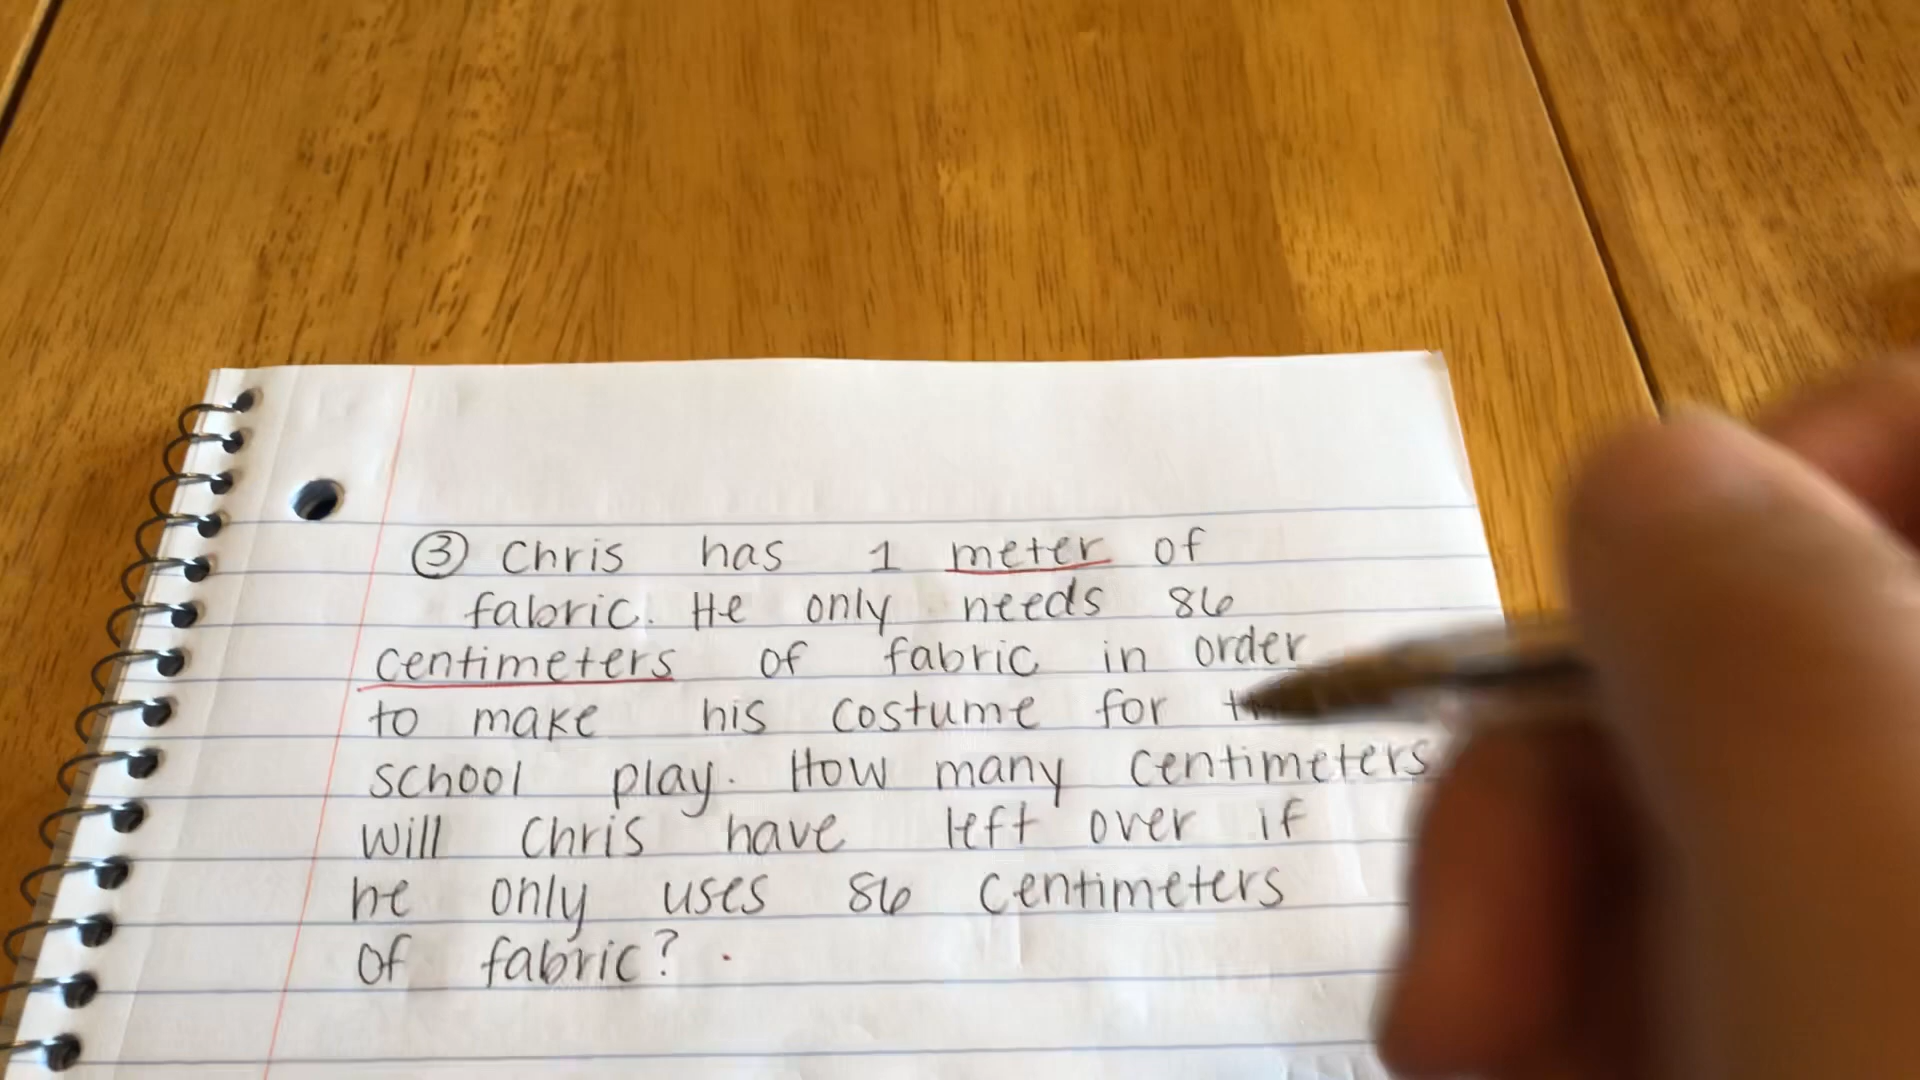 ③ Chris has 1 meter of
fabric. He only needs 86
centimeters of fabric in order
to make his costume for
school play. How many centimeters
will Chris have left over if
he only uses 86 centimeters
of fabric?